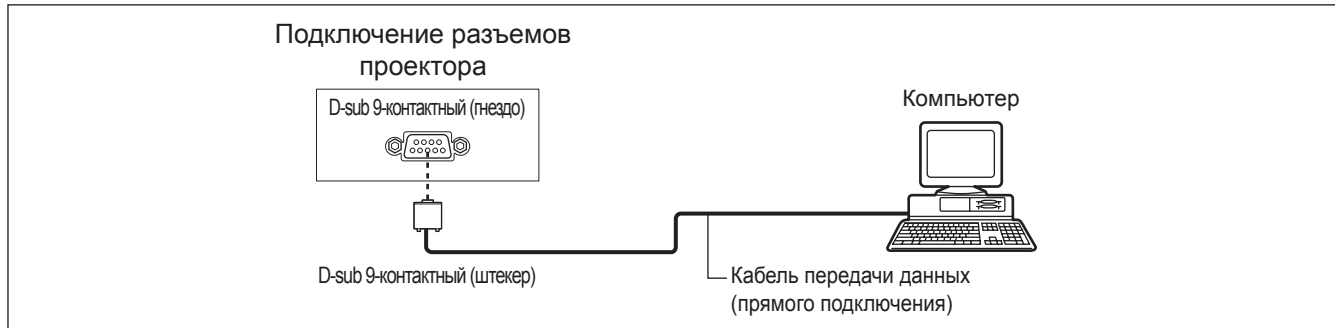 Подключение разъемов
проектора
D-sub 9-контактный (гнездо)
Компьютер
D-sub 9-контактный (штекер)
Кабель передачи данных
(прямого подключения)